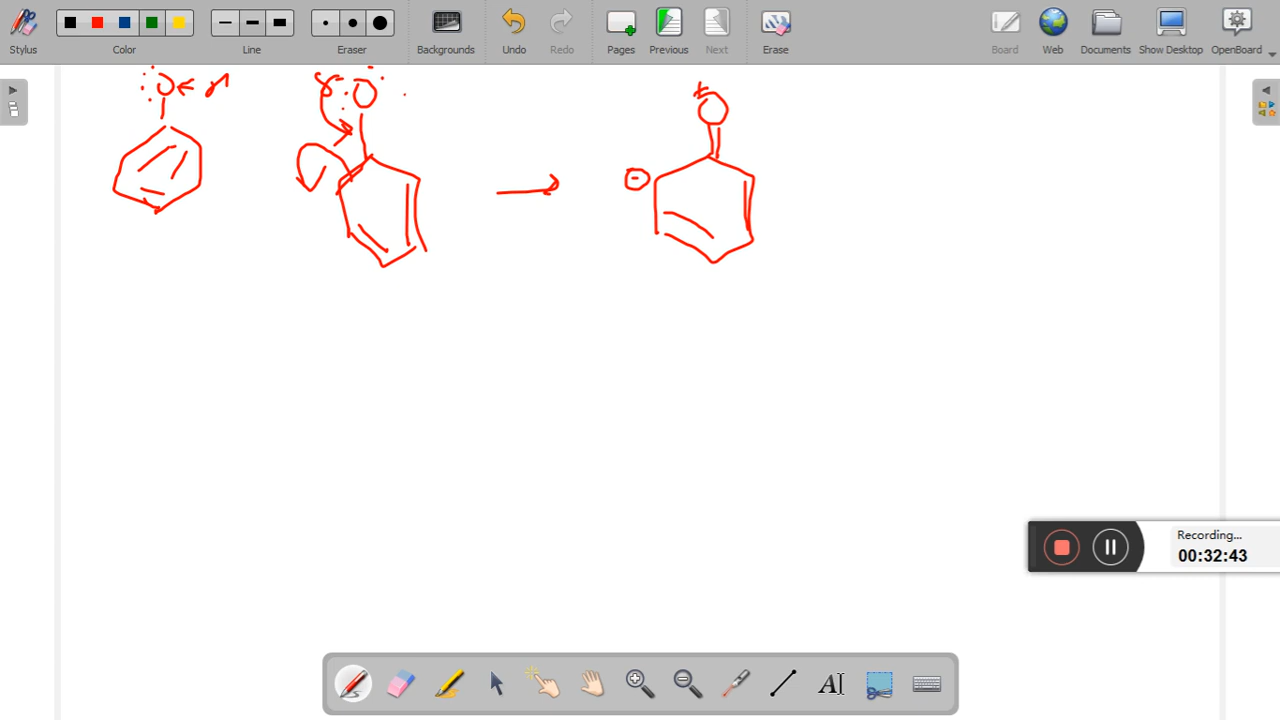 Stylus
Color
Line
Eraser
Backgrounds
Undo
Redo
Pages
Previous
Next
Erase
Board
Web
Documents
Show Desktop
OpenBoard
O
O
+
O
-
Recording...
00:32:43